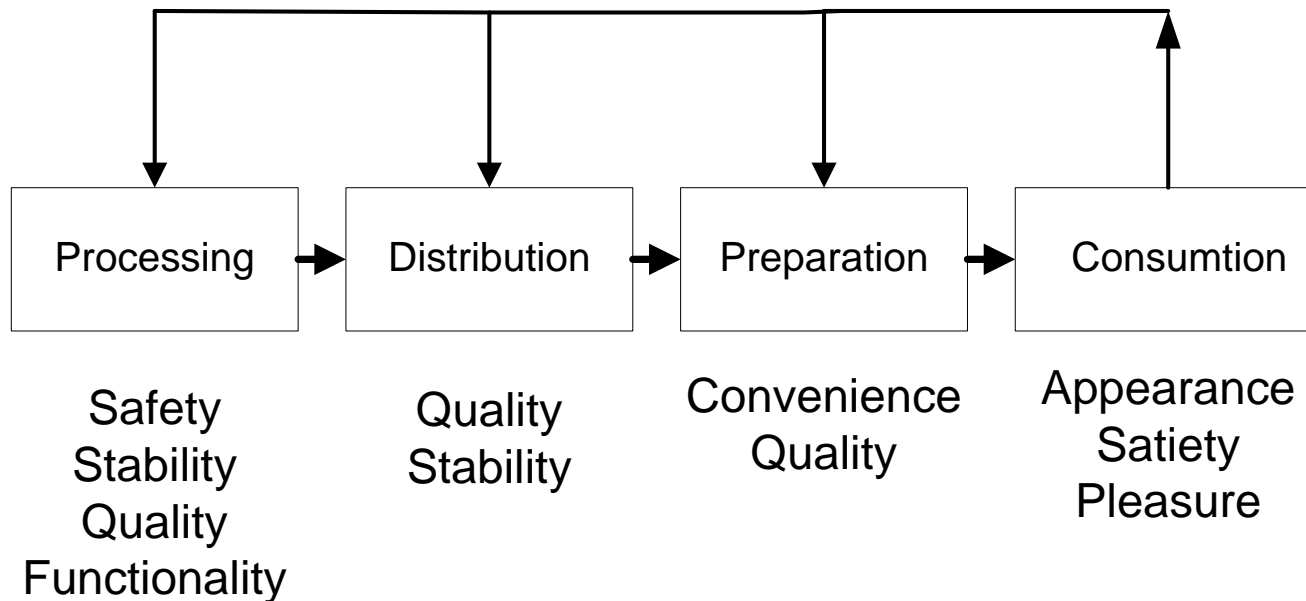 Processing
Distribution
Preparation
Consumtion
Safety
Stability
Quality
Functionality
Quality
Stability
Convenience
Quality
Appearance
Satiety
Pleasure